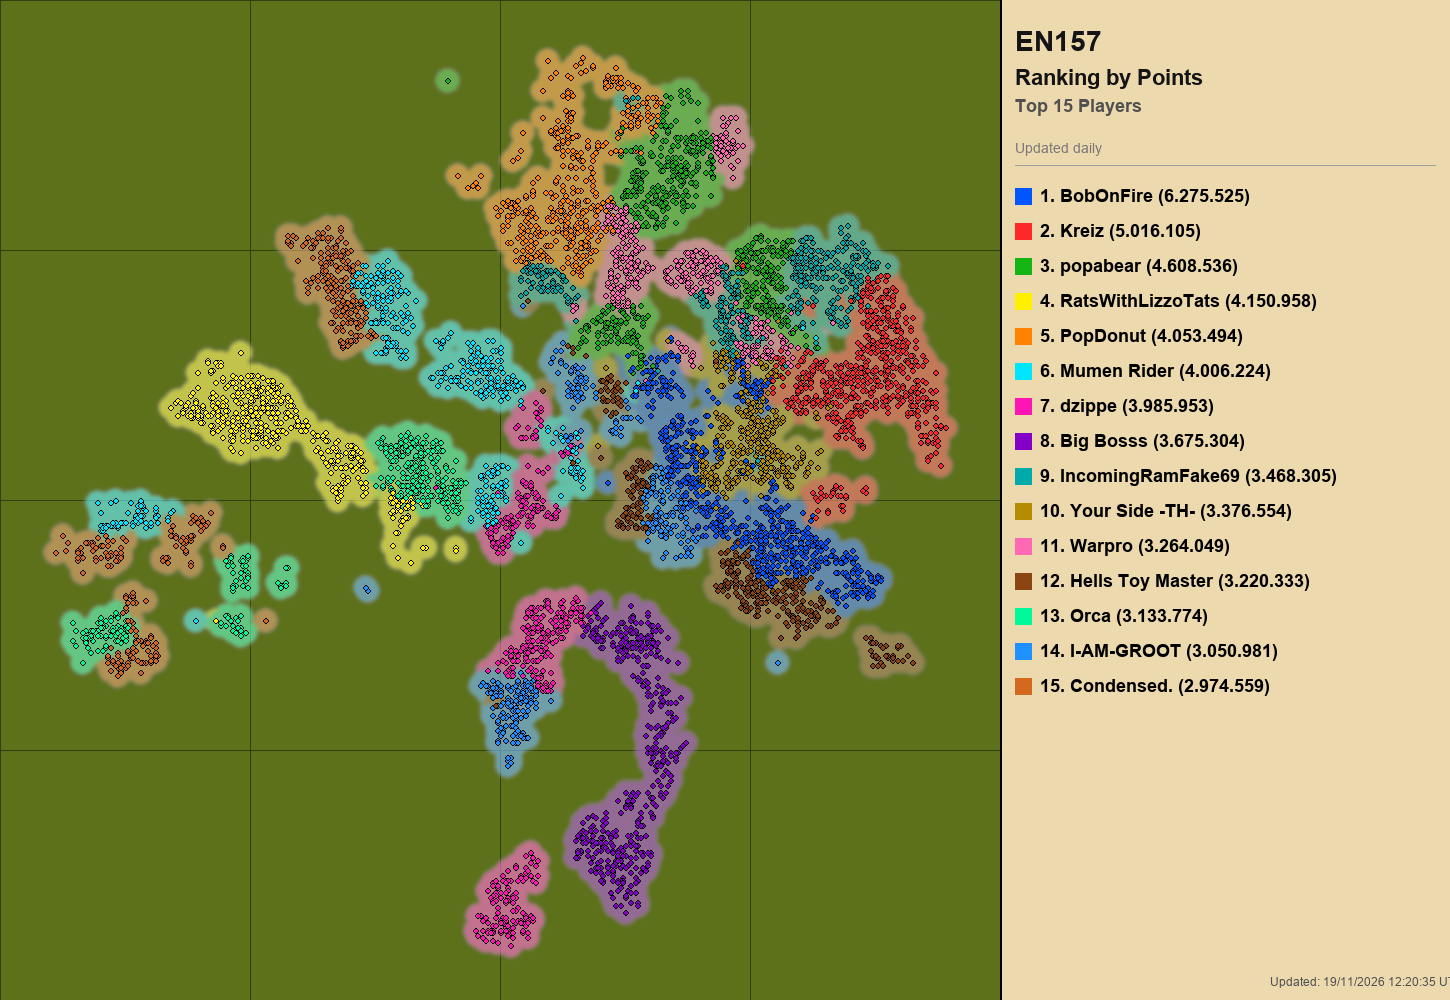 EN157
Ranking by Points
Top 15 Players
Updated daily
1. BobOnFire (6.275.525)
2. Kreiz (5.016.105)
3. popabear (4.608.536)
4. RatsWithLizzoTats (4.150.958)
5. PopDonut (4.053.494)
6. Mumen Rider (4.006.224)
7. dzippe (3.985.953)
8. Big Bosss (3.675.304)
9. IncomingRamFake69 (3.468.305)
10. Your Side -TH- (3.376.554)
11. Warpro (3.264.049)
12. Hells Toy Master (3.220.333)
13. Orca (3.133.774)
14. I-AM-GROOT (3.050.981)
15. Condensed. (2.974.559)
Updated: 19/11/2026 12:20:35